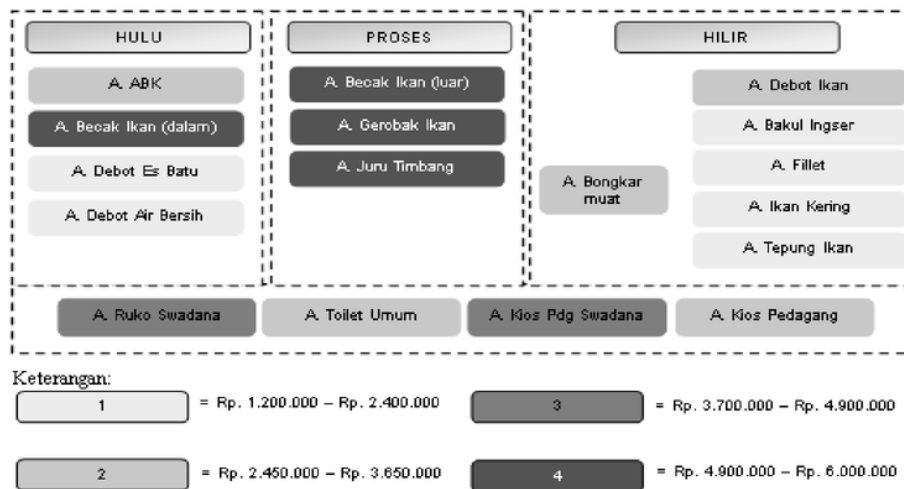 HULU
PROSES
HILIR
A. ABK
A. Becak Ikan (dalam)
A. Debot Es Batu
A. Debot Air Bersih
A. Becak Ikan (luar)
A. Gerobak Ikan
A. Juru Timbang
A. Bongkar
muat
A. Debot Ikan
A. Bakul Ingser
A. Fillet
A. Ikan Kering
A. Tepung Ikan
A. Ruko Swadana
A. Toilet Umum
A. Kios Pdg Swadana
A. Kios Pedagang
Keterangan:
1 = Rp. 1.200.000 – Rp. 2.400.000
3 = Rp. 3.700.000 – Rp. 4.900.000
2 = Rp. 2.450.000 – Rp. 3.650.000
4 = Rp. 4.900.000 – Rp. 6.000.000